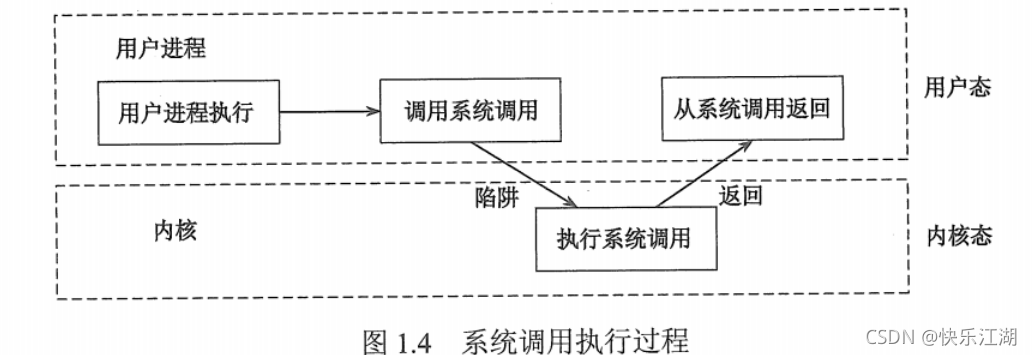 用户进程
用户进程执行
调用系统调用
从系统调用返回
用户态
陷阱
返回
内核
执行系统调用
内核态
图 1.4 系统调用执行过程
CSDN @快乐江湖